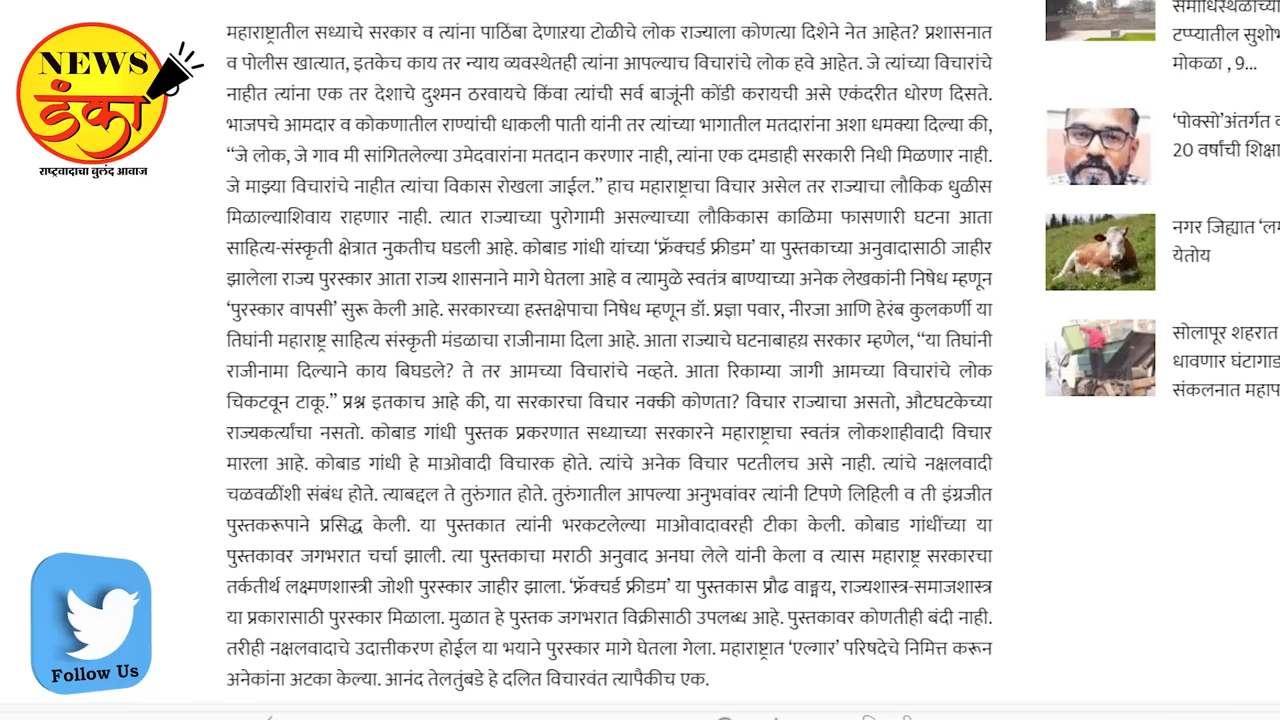 NEWS
डंका
राष्ट्रवादाचा बुलंद आवाज
महाराष्ट्रातील सध्याचे सरकार व त्यांना पाठिंबा देणाऱ्या टोळीचे लोक राज्याला कोणत्या दिशेने नेत आहेत? प्रशासनात
व पोलीस खात्यात, इतकेच काय तर न्याय व्यवस्थेतही त्यांना आपल्याच विचारांचे लोक हवे आहेत. जे त्यांच्या विचारांचे
नाहीत त्यांना एक तर देशाचे दुश्मन ठरवायचे किंवा त्यांची सर्व बाजूंनी कोंडी करायची असे एकंदरीत धोरण दिसते.
भाजपचे आमदार व कोकणातील राण्यांची धाकली पाती यांनी तर त्यांच्या भागातील मतदारांना अशा धमक्या दिल्या की,
“जे लोक, जे गाव मी सांगितलेल्या उमेदवारांना मतदान करणार नाही, त्यांना एक दमडाही सरकारी निधी मिळणार नाही.
जे माझ्या विचारांचे नाहीत त्यांचा विकास रोखला जाईल.” हाच महाराष्ट्राचा विचार असेल तर राज्याचा लौकिक धुळीस
मिळाल्याशिवाय राहणार नाही. त्यात राज्याच्या पुरोगामी असल्याच्या लौकिकास काळिमा फासणारी घटना आता
साहित्य-संस्कृती क्षेत्रात नुकतीच घडली आहे. कोबाड गांधी यांच्या ‘फ्रॅक्चर्ड फ्रीडम’ या पुस्तकाच्या अनुवादासाठी जाहीर
झालेला राज्य पुरस्कार आता राज्य शासनाने मागे घेतला आहे व त्यामुळे स्वतंत्र बाण्याच्या अनेक लेखकांनी निषेध म्हणून
‘पुरस्कार वापसी’ सुरू केली आहे. सरकारच्या हस्तक्षेपाचा निषेध म्हणून डॉ. प्रज्ञा पवार, नीरजा आणि हेरंब कुलकर्णी या
तिघांनी महाराष्ट्र साहित्य संस्कृती मंडळाचा राजीनामा दिला आहे. आता राज्याचे घटनाबाह्य सरकार म्हणेल, “या तिघांनी
राजीनामा दिल्याने काय बिघडले? ते तर आमच्या विचारांचे नव्हते. आता रिकाम्या जागी आमच्या विचारांचे लोक
चिकटवून टाकू.” प्रश्न इतकाच आहे की, या सरकारचा विचार नक्की कोणता? विचार राज्याचा असतो, औटघटकेच्या
राज्यकर्त्यांचा नसतो. कोबाड गांधी पुस्तक प्रकरणात सध्याच्या सरकारने महाराष्ट्राचा स्वतंत्र लोकशाहीवादी विचार
मारला आहे. कोबाड गांधी हे माओवादी विचारक होते. त्यांचे अनेक विचार पटतीलच असे नाही. त्यांचे नक्षलवादी
चळवळींशी संबंध होते. त्याबद्दल ते तुरुंगात होते. तुरुंगातील आपल्या अनुभवांवर त्यांनी टिपणे लिहिली व ती इंग्रजीत
पुस्तकरूपाने प्रसिद्ध केली. या पुस्तकात त्यांनी भरकटलेल्या माओवादावरही टीका केली. कोबाड गांधींच्या या
पुस्तकावर जगभरात चर्चा झाली. त्या पुस्तकाचा मराठी अनुवाद अनघा लेले यांनी केला व त्यास महाराष्ट्र सरकारचा
तर्कतीर्थ लक्ष्मणशास्त्री जोशी पुरस्कार जाहीर झाला. ‘फ्रॅक्चर्ड फ्रीडम’ या पुस्तकास प्रौढ वाङ्मय, राज्यशास्त्र-समाजशास्त्र
या प्रकारासाठी पुरस्कार मिळाला. मुळात हे पुस्तक जगभरात विक्रीसाठी उपलब्ध आहे. पुस्तकावर कोणतीही बंदी नाही.
तरीही नक्षलवादाचे उदात्तीकरण होईल या भयाने पुरस्कार मागे घेतला गेला. महाराष्ट्रात ‘एल्गार’ परिषदेचे निमित्त करून
अनेकांना अटका केल्या. आनंद तेलतुंबडे हे दलित विचारवंत त्यापैकीच एक.
टप्प्यातील
मोकळा , 9...
‘पोक्सो’अंतर्गत
20 वर्षांची शिक्षा
नगर जिह्यात
येतोय
सोलापूर शहरात
धावणार
संकलनात
Follow Us